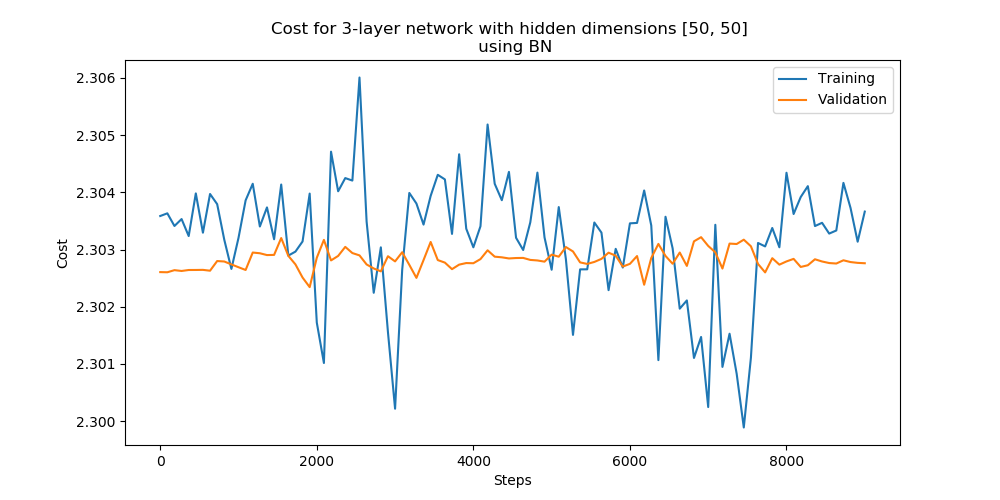 Cost for 3-layer network with hidden dimensions [50, 50]
using BN
Training
Validation
2.306
2.305
2.304
2.303
2.302
2.301
2.300
Cost
0
2000
4000
6000
8000
Steps